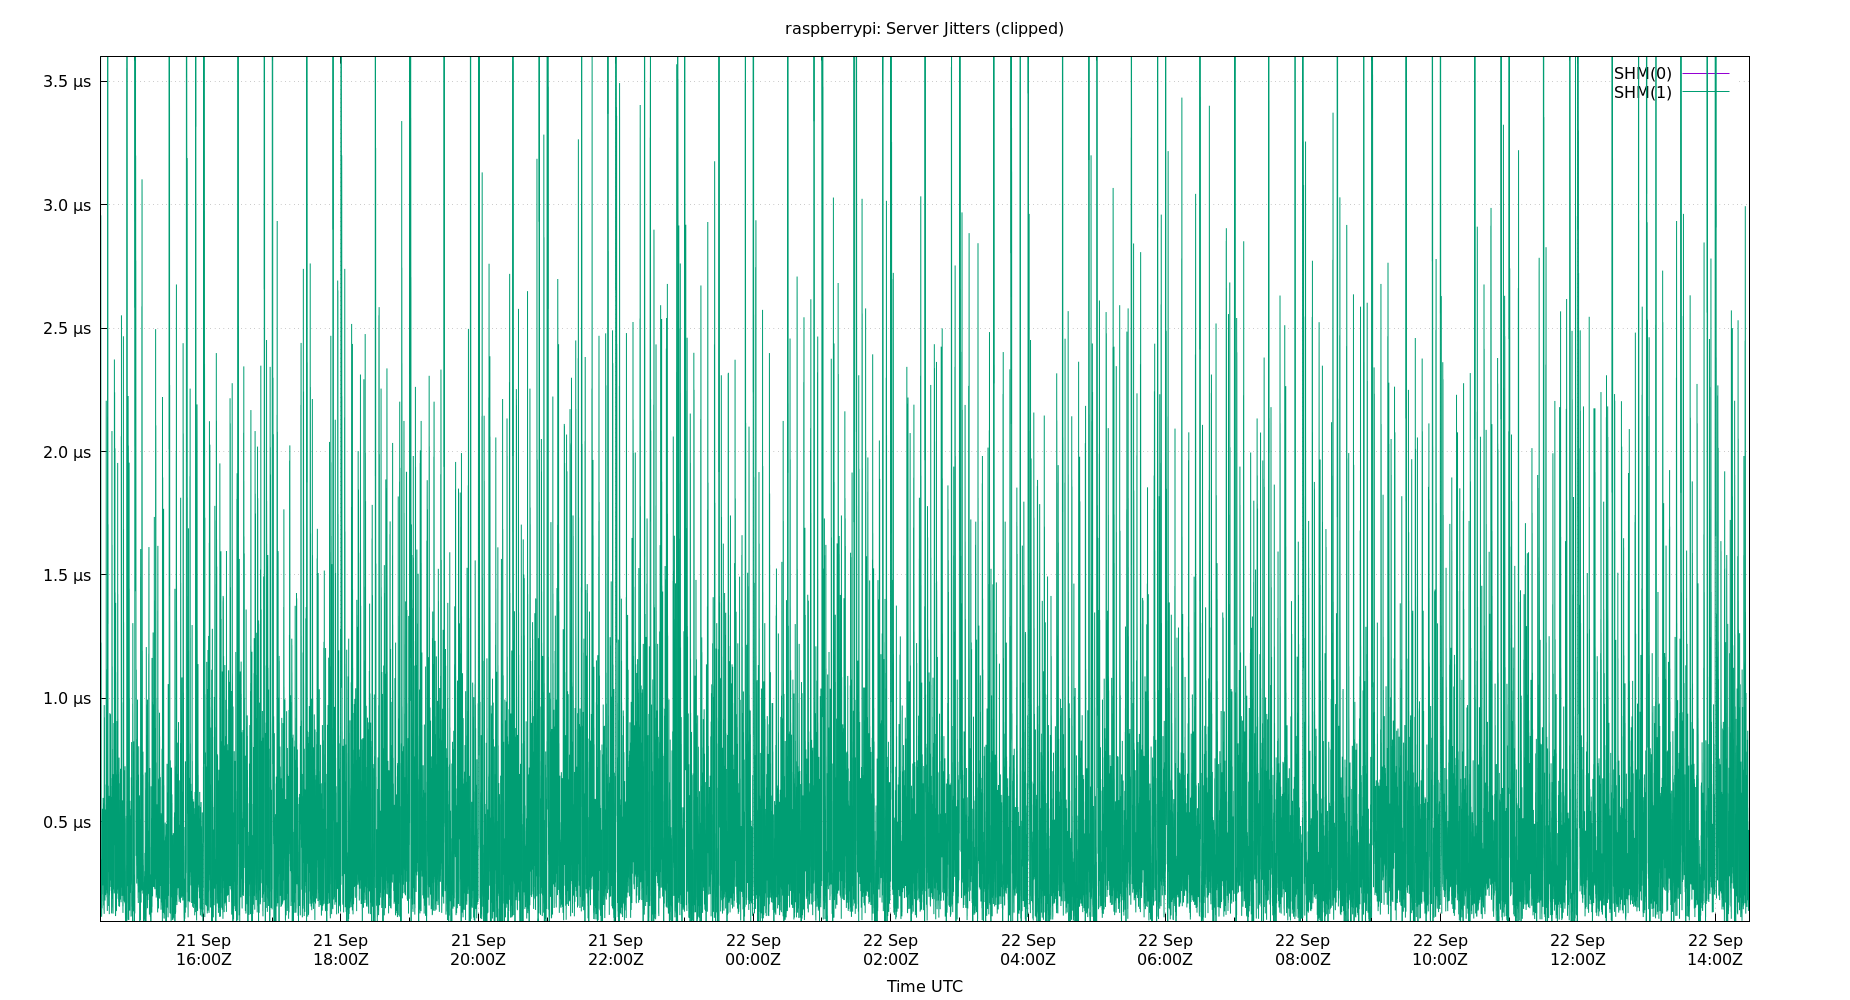 raspberrypi: Server Jitters (clipped)
SHM(0)
SHM(1)
3.5 µs
3.0 µs
2.5 µs
2.0 µs
1.5 µs
1.0 µs
0.5 µs
21 Sep 21 Sep 21 Sep 21 Sep 22 Sep 22 Sep 22 Sep 22 Sep 22 Sep 22 Sep 22 Sep 22 Sep
16:00Z 18:00Z 20:00Z 22:00Z 00:00Z 02:00Z 04:00Z 06:00Z 08:00Z 10:00Z 12:00Z 14:00Z
Time UTC